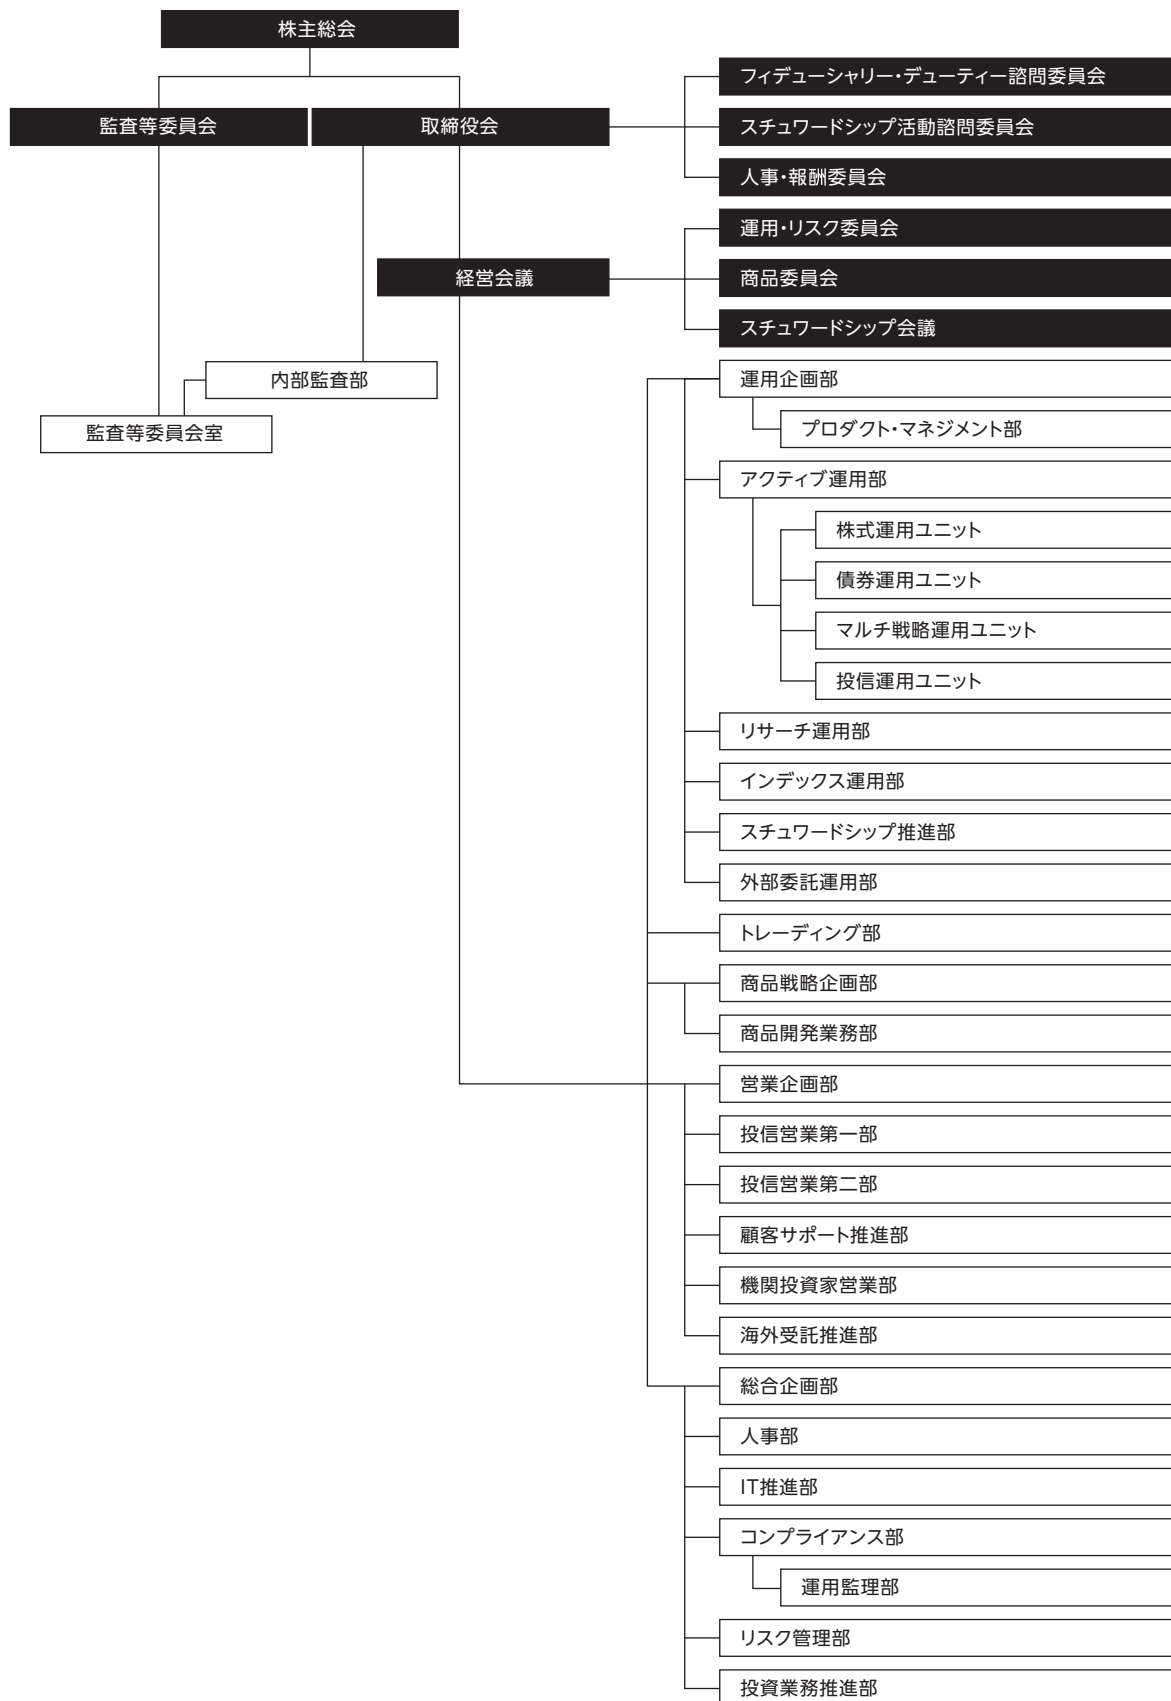 株主総会
監査等委員会
取締役会
フィデューシャリー・デューティー諮問委員会
スチュワードシップ活動諮問委員会
人事・報酬委員会
経営会議
運用・リスク委員会
商品委員会
スチュワードシップ会議
内部監査部
監査等委員会室
運用企画部
プロダクト・マネジメント部
アクティブ運用部
株式運用ユニット
債券運用ユニット
マルチ戦略運用ユニット
投信運用ユニット
リサーチ運用部
インデックス運用部
スチュワードシップ推進部
外部委託運用部
トレーディング部
商品戦略企画部
商品開発業務部
営業企画部
投信営業第一部
投信営業第二部
顧客サポート推進部
機関投資家営業部
海外受託推進部
総合企画部
人事部
IT推進部
コンプライアンス部
運用監理部
リスク管理部
投資業務推進部